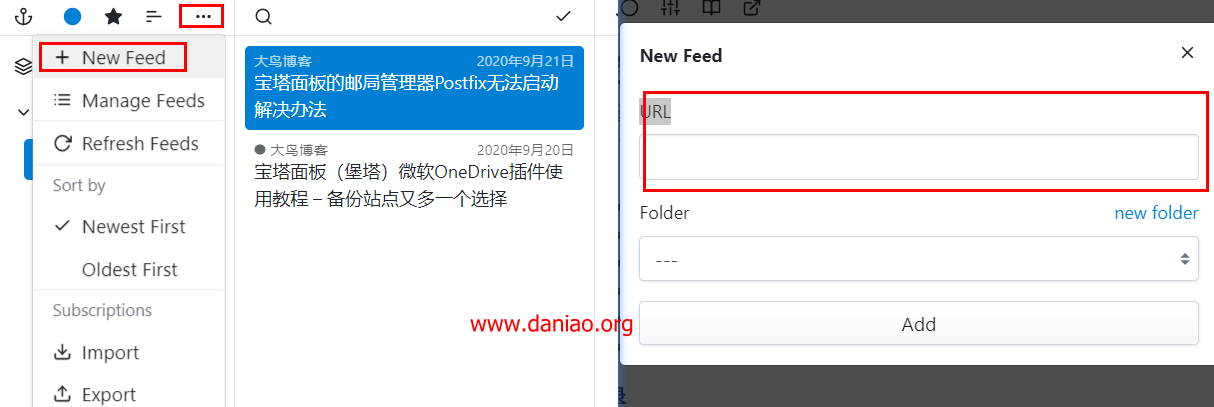 New Feed
Manage Feeds
Refresh Feeds
Sort by
Newest First
Oldest First
Subscriptions
Import
Export
大鸟博客 2020年9月21日
宝塔面板的邮局管理器Postfix无法启动
解决办法
大鸟博客 2020年9月20日
宝塔面板（堡塔）微软OneDrive插件使
用教程 – 备份站点又多一个选择
www.daniao.org
New Feed
URL
Folder new folder
---
Add